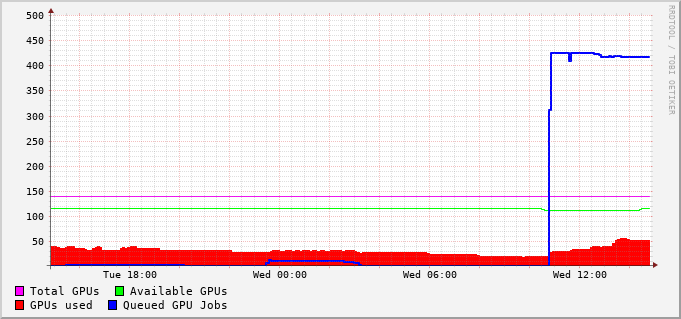 500
450
400
350
300
250
200
150
100
50
Tue 18:00 Wed 00:00 Wed 06:00 Wed 12:00
Total GPUs Available GPUs
GPUs used Queued GPU Jobs
RRDTOOL / TOBI OETIKER